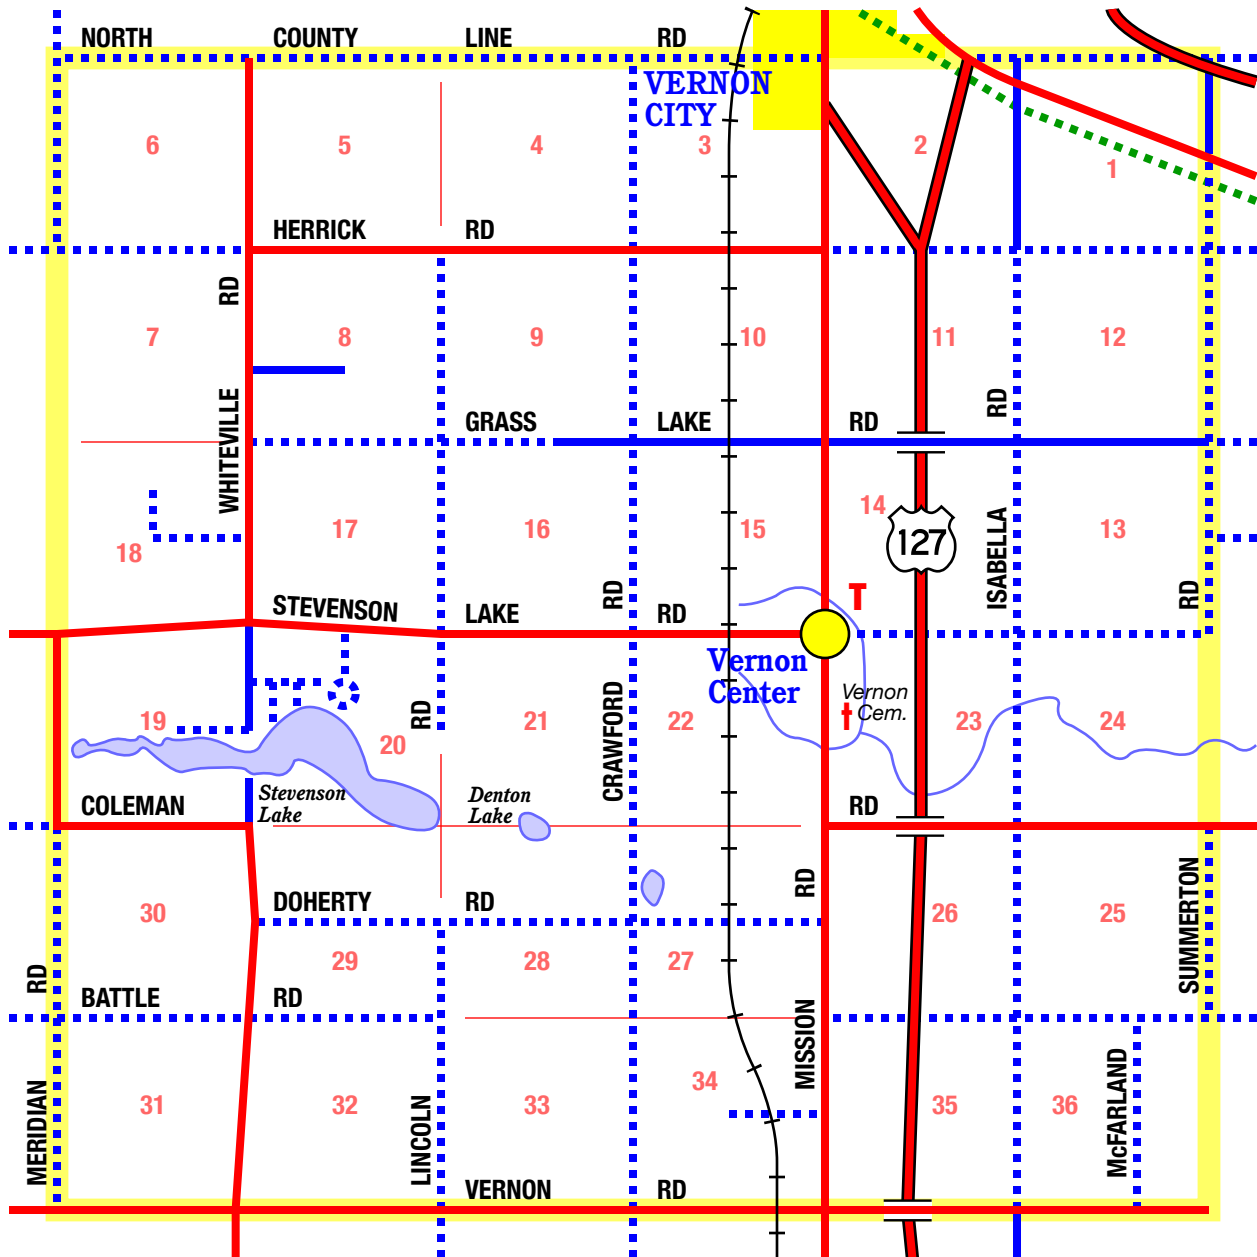 NORTH COUNTY LINE RD
VERNON
CITY
6 5 4 3 2 1
HERRICK RD
RD
7 8 9 10 11 12
WHITEVILLE
RD
GRASS LAKE RD
18 17 16 15 14 13
127
ISABELLA
RD
RD
STEVENSON LAKE RD
Vernon
Center
Vernon
Cem.
19 20 21 22 23 24
RD
CRAWFORD
COLEMAN RD
Stevenson
Lake
Denton
Lake
RD
SUMMERTON
DOHERTY RD
30 29 28 27 26 25
RD
BATTLE RD
MISSION
McFARLAND
31 32 33 34 35 36
MERIDIAN
LINCOLN
VERNON RD